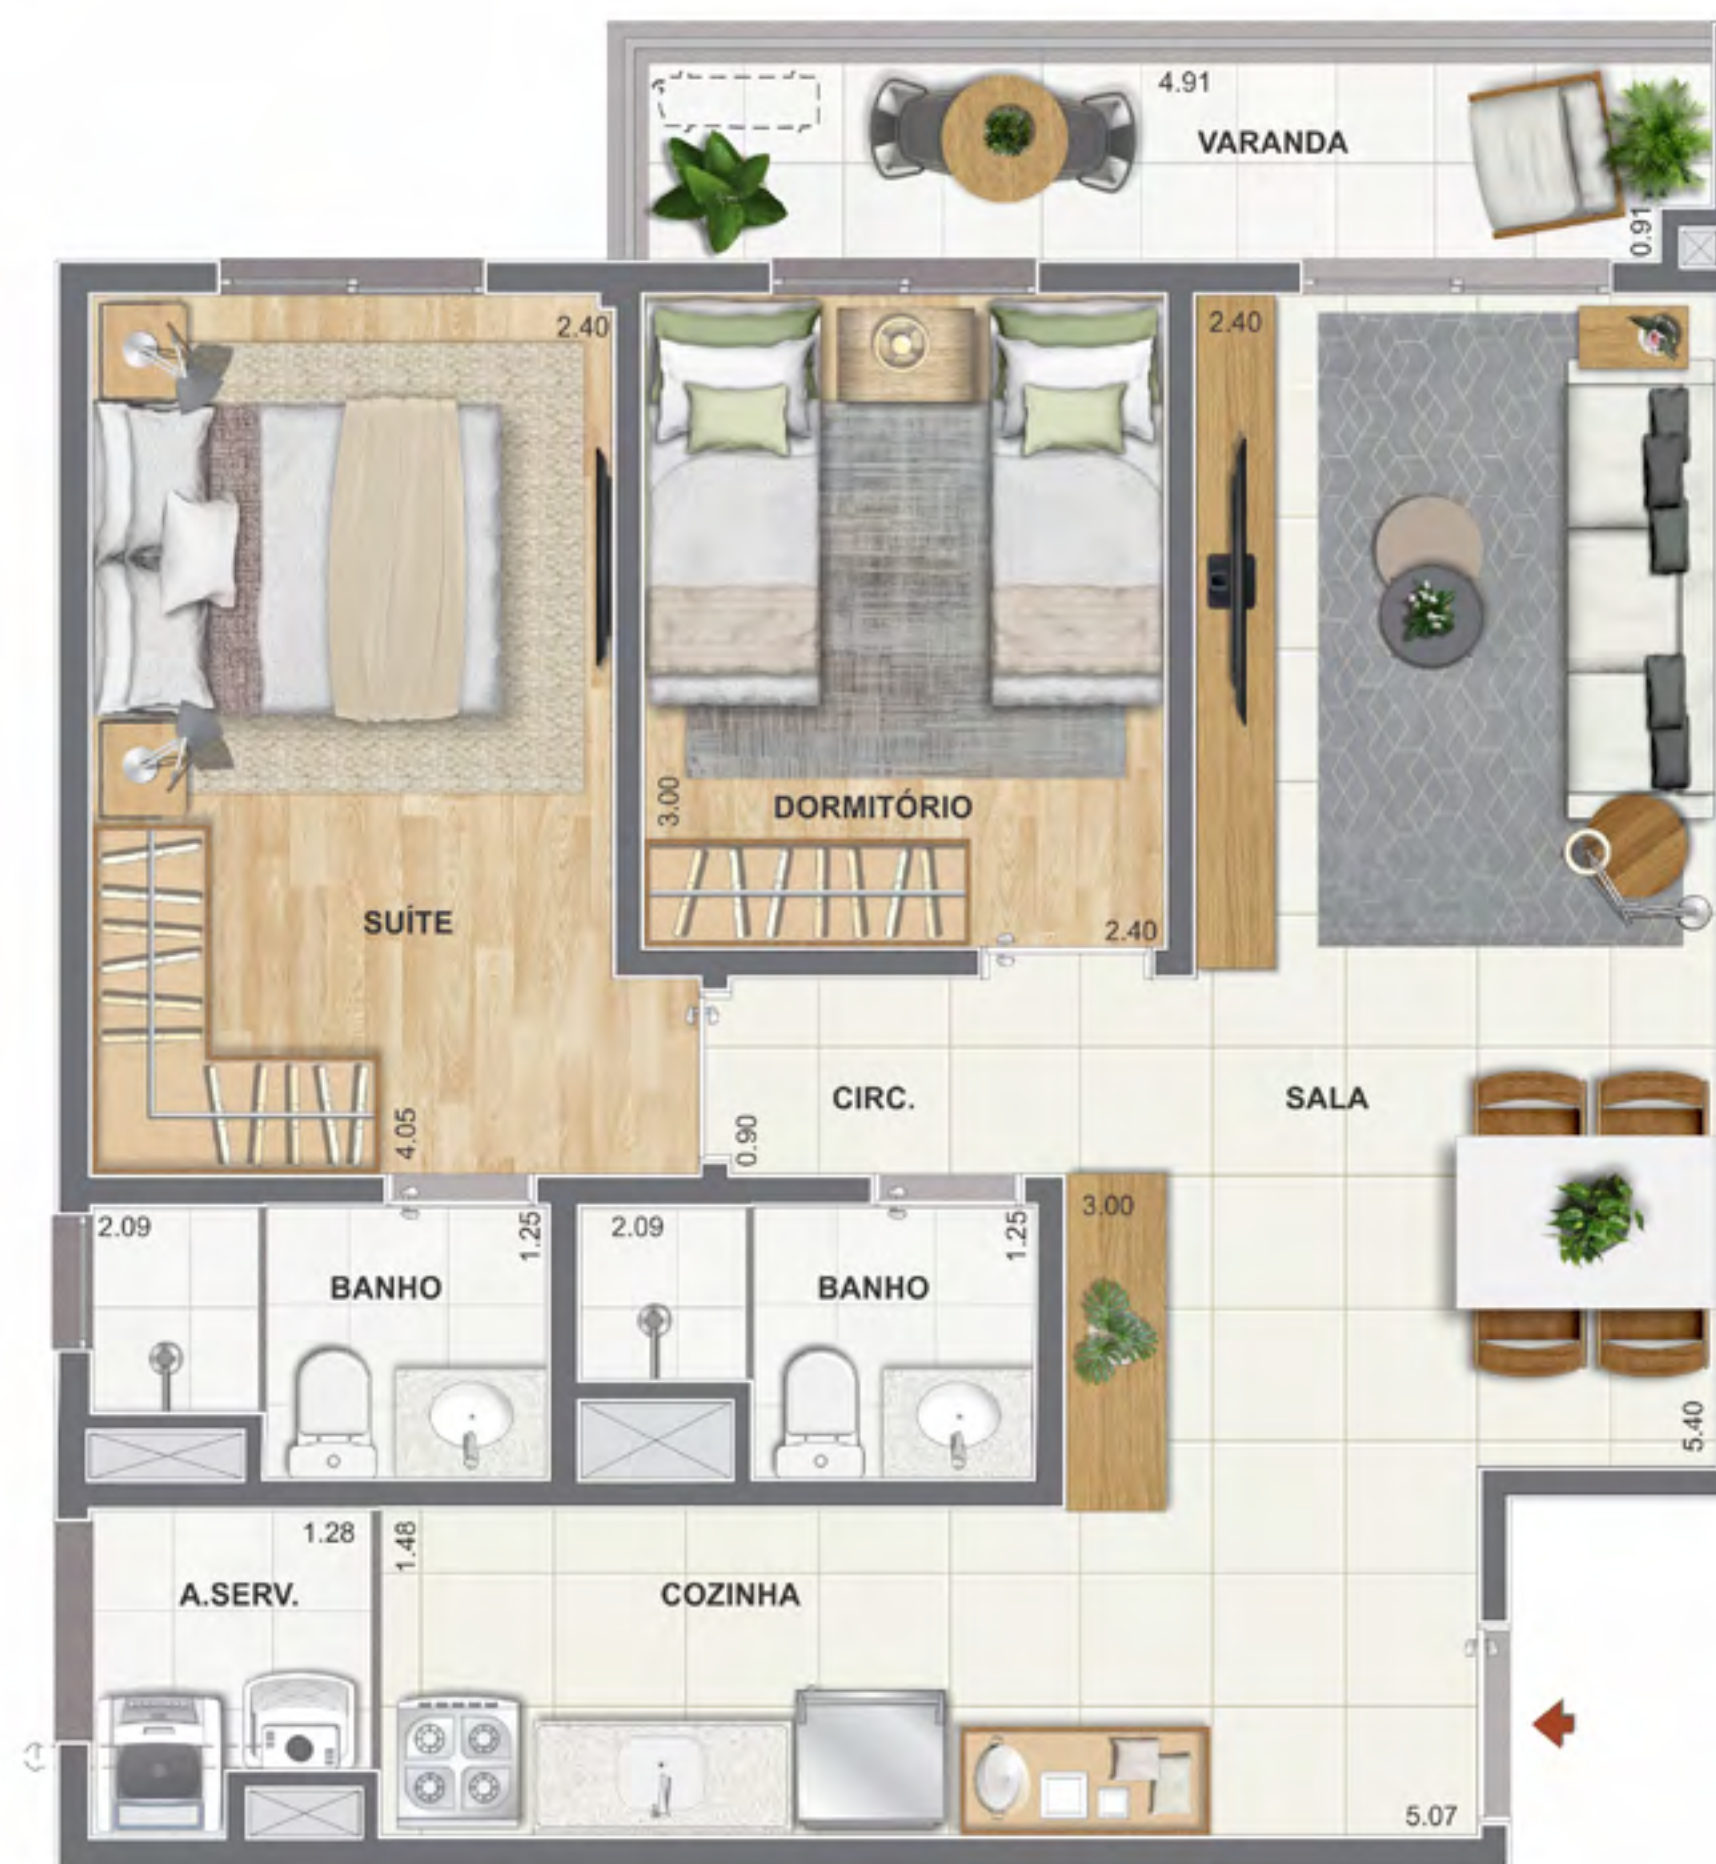 4.91
VARANDA
0.91
2.40
2.40
3.00
DORMITÓRIO
SUÍTE
2.40
4.05
0.90
CIRC.
SALA
2.09
1.25
2.09
1.25
3.00
BANHO
BANHO
5.40
1.28
1.48
A.SERV.
COZINHA
5.07